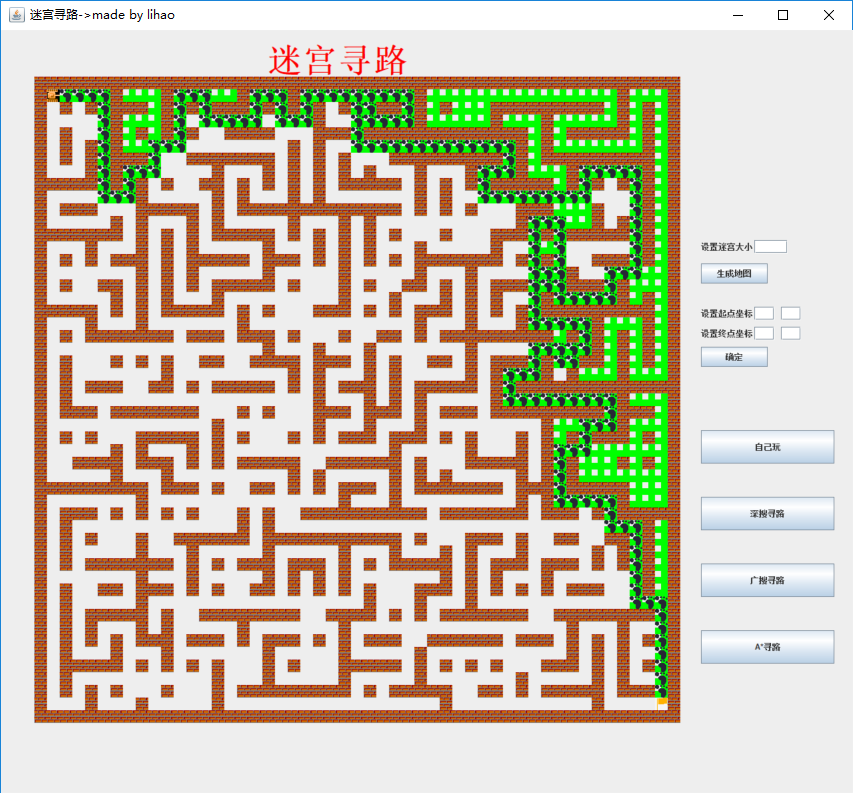 迷宫寻路->made by lihao
迷宫寻路
设置迷宫大小
生成地图
设置起点坐标
设置终点坐标
确定
自己玩
深搜寻路
广搜寻路
A*寻路